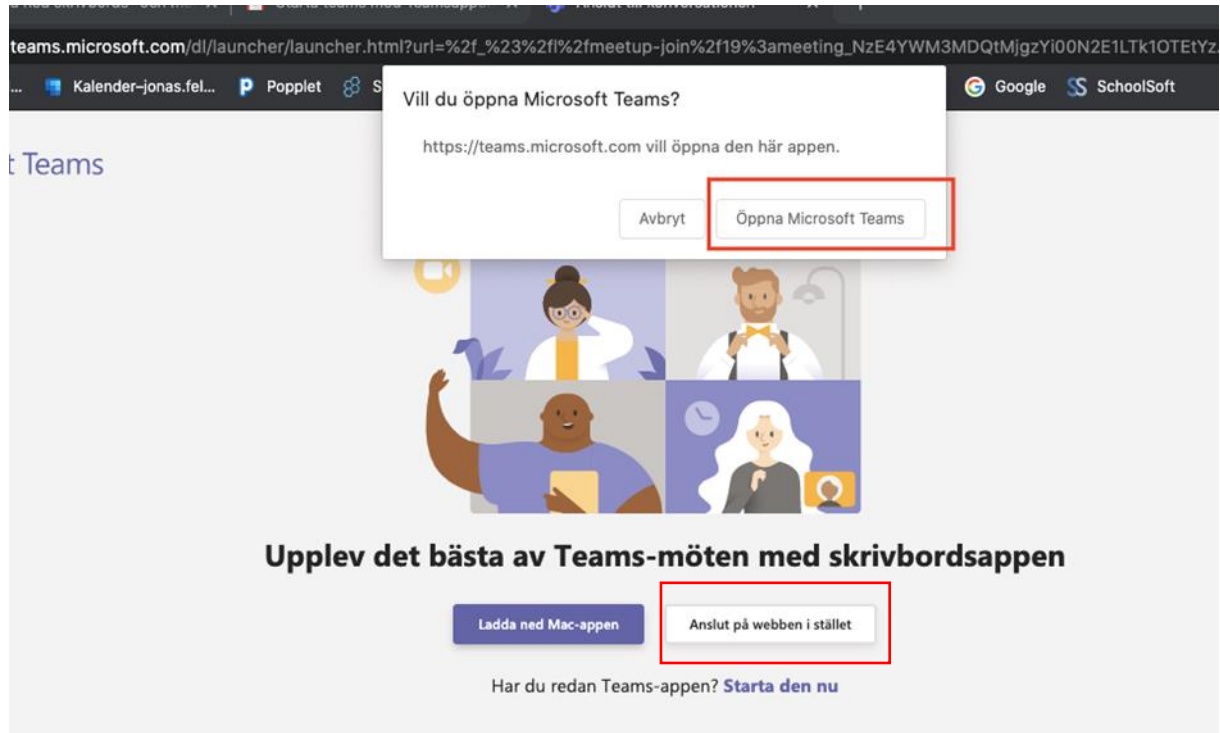 teams.microsoft.com/dl/launcher/launcher.html?url=%2f_%23%2fl%2fmeetup-join%2f19%3ameeting_NzE4YWM3MDQtMjgzYi00N2E1LTk1OTEtYz
... Kalender–jonas.fel... Popplet S Google SchoolSoft
Vill du öppna Microsoft Teams?
https://teams.microsoft.com vill öppna den här appen.
t Teams
Avbryt Öppna Microsoft Teams
Upplev det bästa av Teams-möten med skrivbordsappen
Ladda ned Mac-appen Anslut på webben i stället
Har du redan Teams-appen? Starta den nu